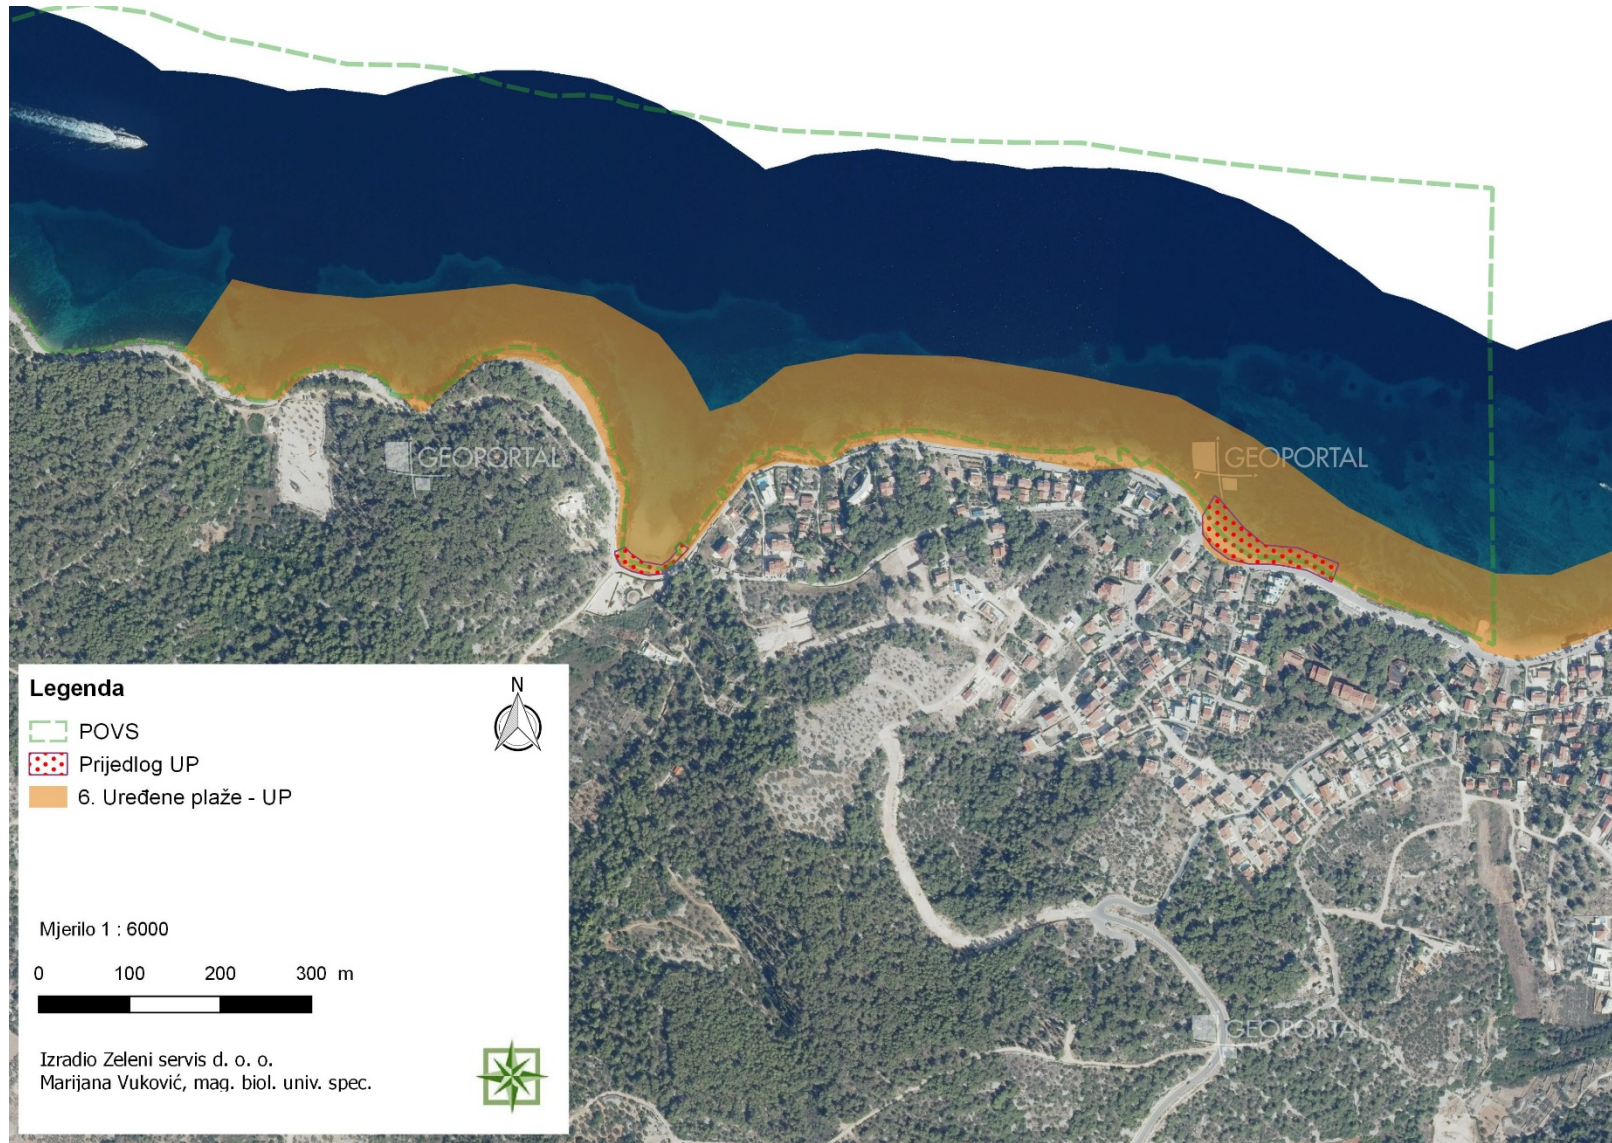 GEOPORTAL
GEOPORTAL
Legenda
N
POVS
Prijedlog UP
6. Uređene plaže - UP
Mjerilo 1 : 6000
0 100 200 300 m
GEOPORTAL
Izradio Zeleni servis d. o. o.
Marijana Vuković, mag. biol. univ. spec.